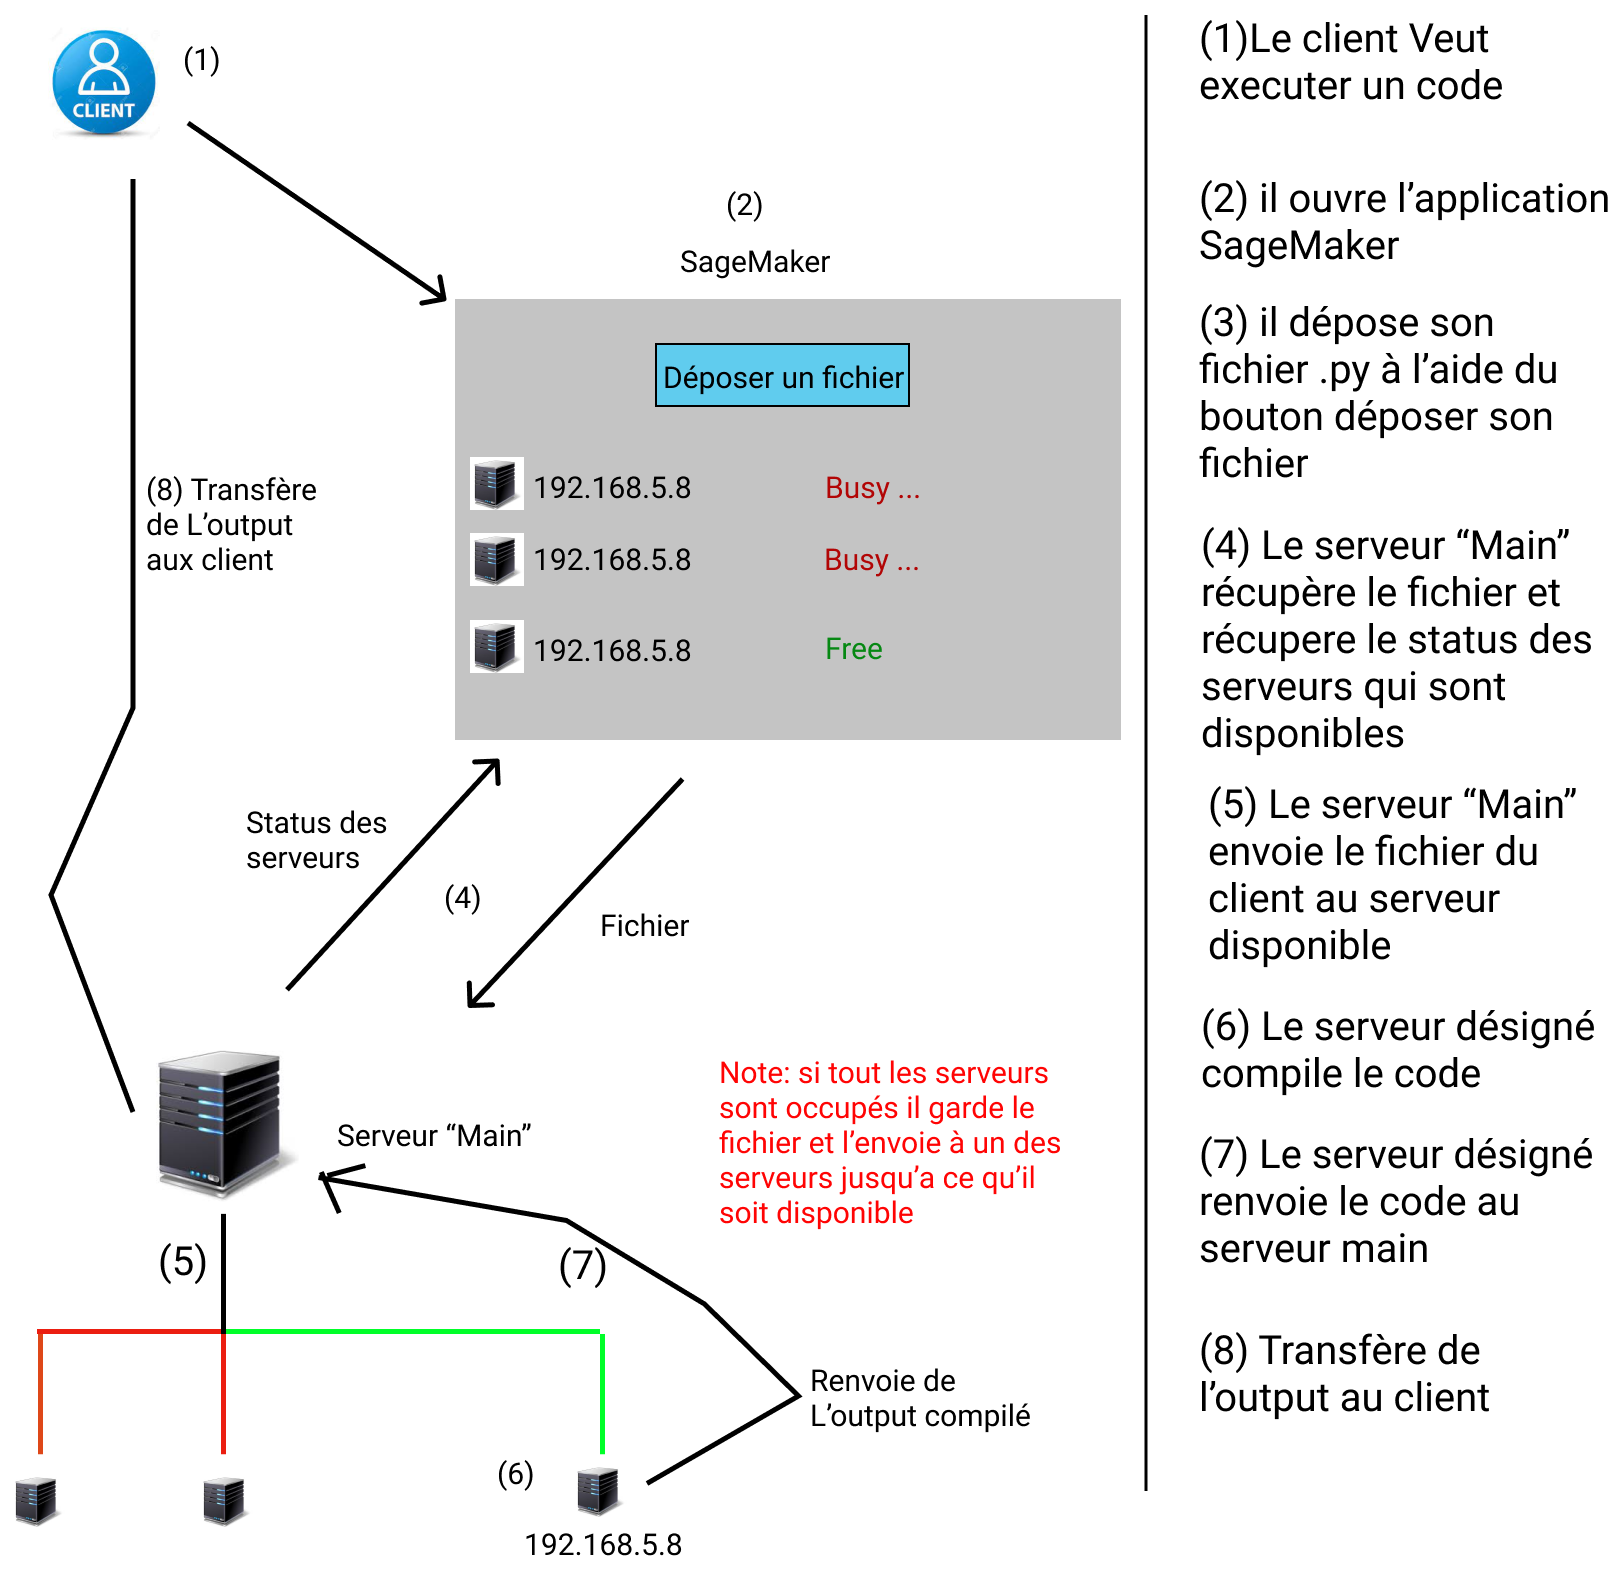 CLIENT
(1)
(2)
SageMaker
Déposer un fichier
192.168.5.8 Busy ...
192.168.5.8 Busy ...
192.168.5.8 Free
(8) Transfère
de L’output
aux client
Status des
serveurs
(4)
Fichier
Serveur “Main”
Note: si tout les serveurs
sont occupés il garde le
fichier et l’envoie à un des
serveurs jusqu’a ce qu’il
soit disponible
(5)
(7)
Renvoie de
L’output compilé
(6)
192.168.5.8
(1)Le client Veut
executer un code
(2) il ouvre l’application
SageMaker
(3) il dépose son
fichier .py à l’aide du
bouton déposer son
fichier
(4) Le serveur “Main”
récupère le fichier et
récupere le status des
serveurs qui sont
disponibles
(5) Le serveur “Main”
envoie le fichier du
client au serveur
disponible
(6) Le serveur désigné
compile le code
(7) Le serveur désigné
renvoie le code au
serveur main
(8) Transfère de
l’output au client